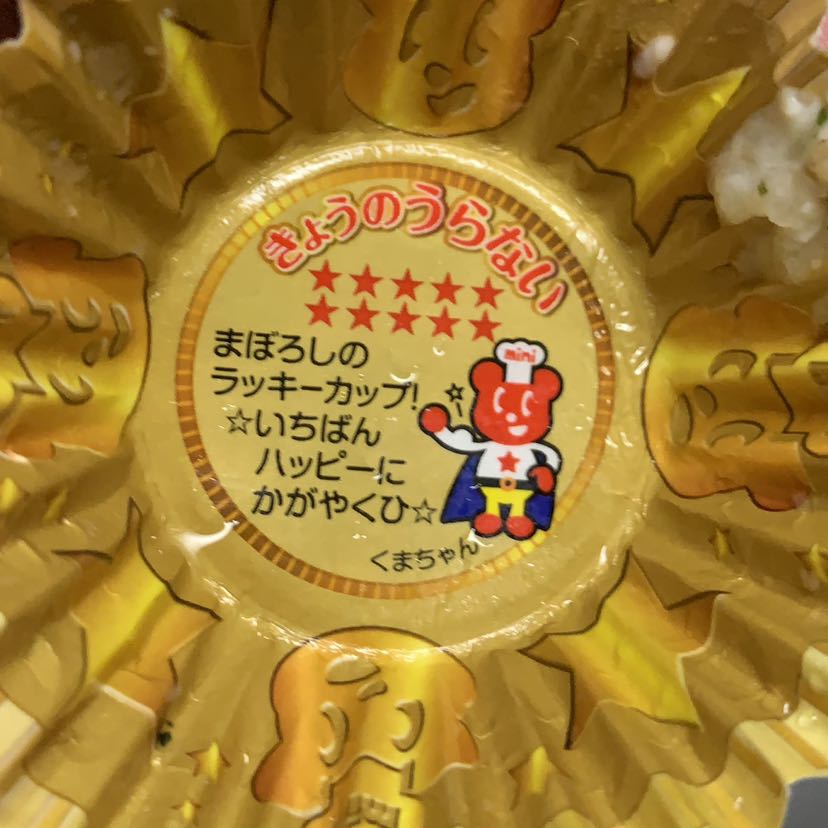 きょうのうらない
★★★★★
★★★★★
まぼろしの
ラッキーカップ!
☆いちばん
ハッピーに
かがやくひ☆
mini
くまちゃん